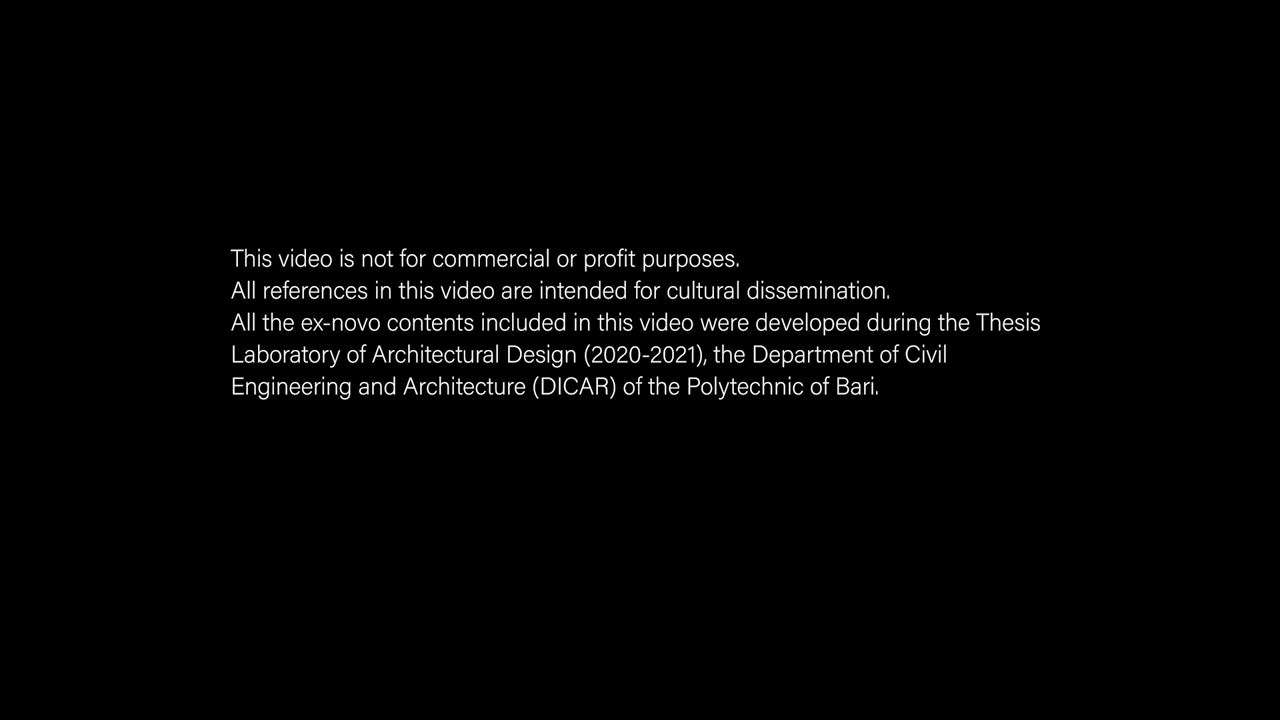 This video is not for commercial or profit purposes.
All references in this video are intended for cultural dissemination.
All the ex-novo contents included in this video were developed during the Thesis
Laboratory of Architectural Design (2020-2021), the Department of Civil
Engineering and Architecture (DICAR) of the Polytechnic of Bari.